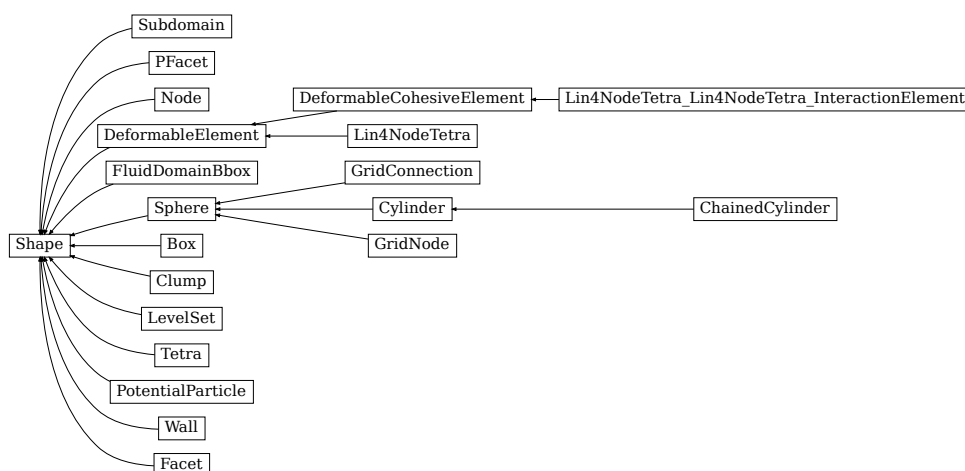 Subdomain
PFacet
Node
DeformableCohesiveElement
Lin4NodeTetra_Lin4NodeTetra_InteractionElement
DeformableElement
Lin4NodeTetra
FluidDomainBbox
GridConnection
Sphere
Cylinder
ChainedCylinder
Shape
Box
GridNode
Clump
LevelSet
Tetra
PotentialParticle
Wall
Facet